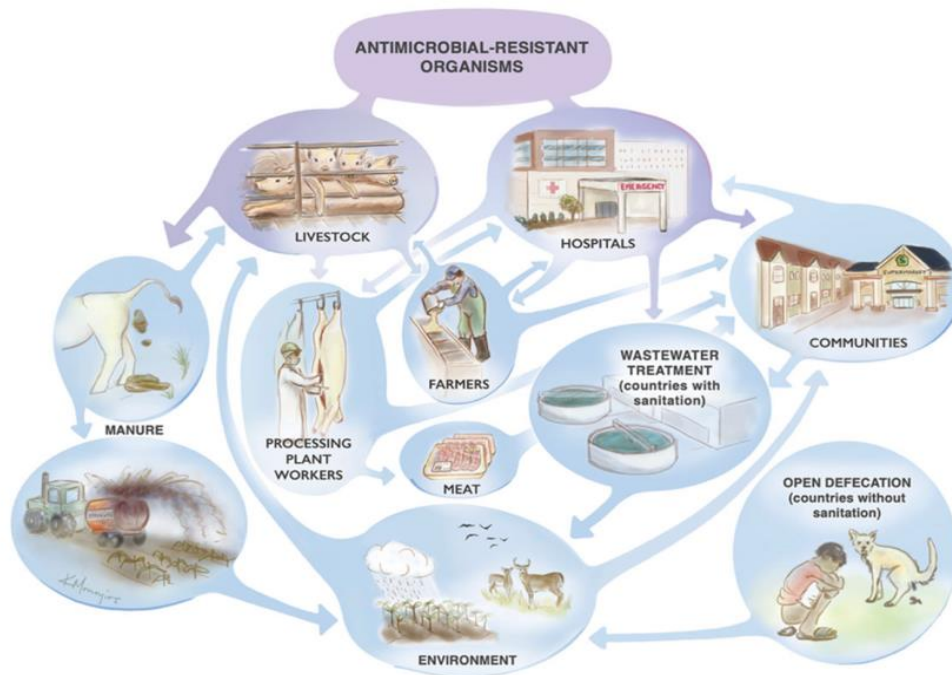 ANTIMICROBIAL-RESISTANT
ORGANISMS
LIVESTOCK
EMERGENCY
HOSPITALS
SUPERMARKET
COMMUNITIES
FARMERS
WASTEWATER
TREATMENT
(countries with
sanitation)
MANURE
PROCESSING
PLANT
WORKERS
MEAT
OPEN DEFECATION
(countries without
sanitation)
ENVIRONMENT